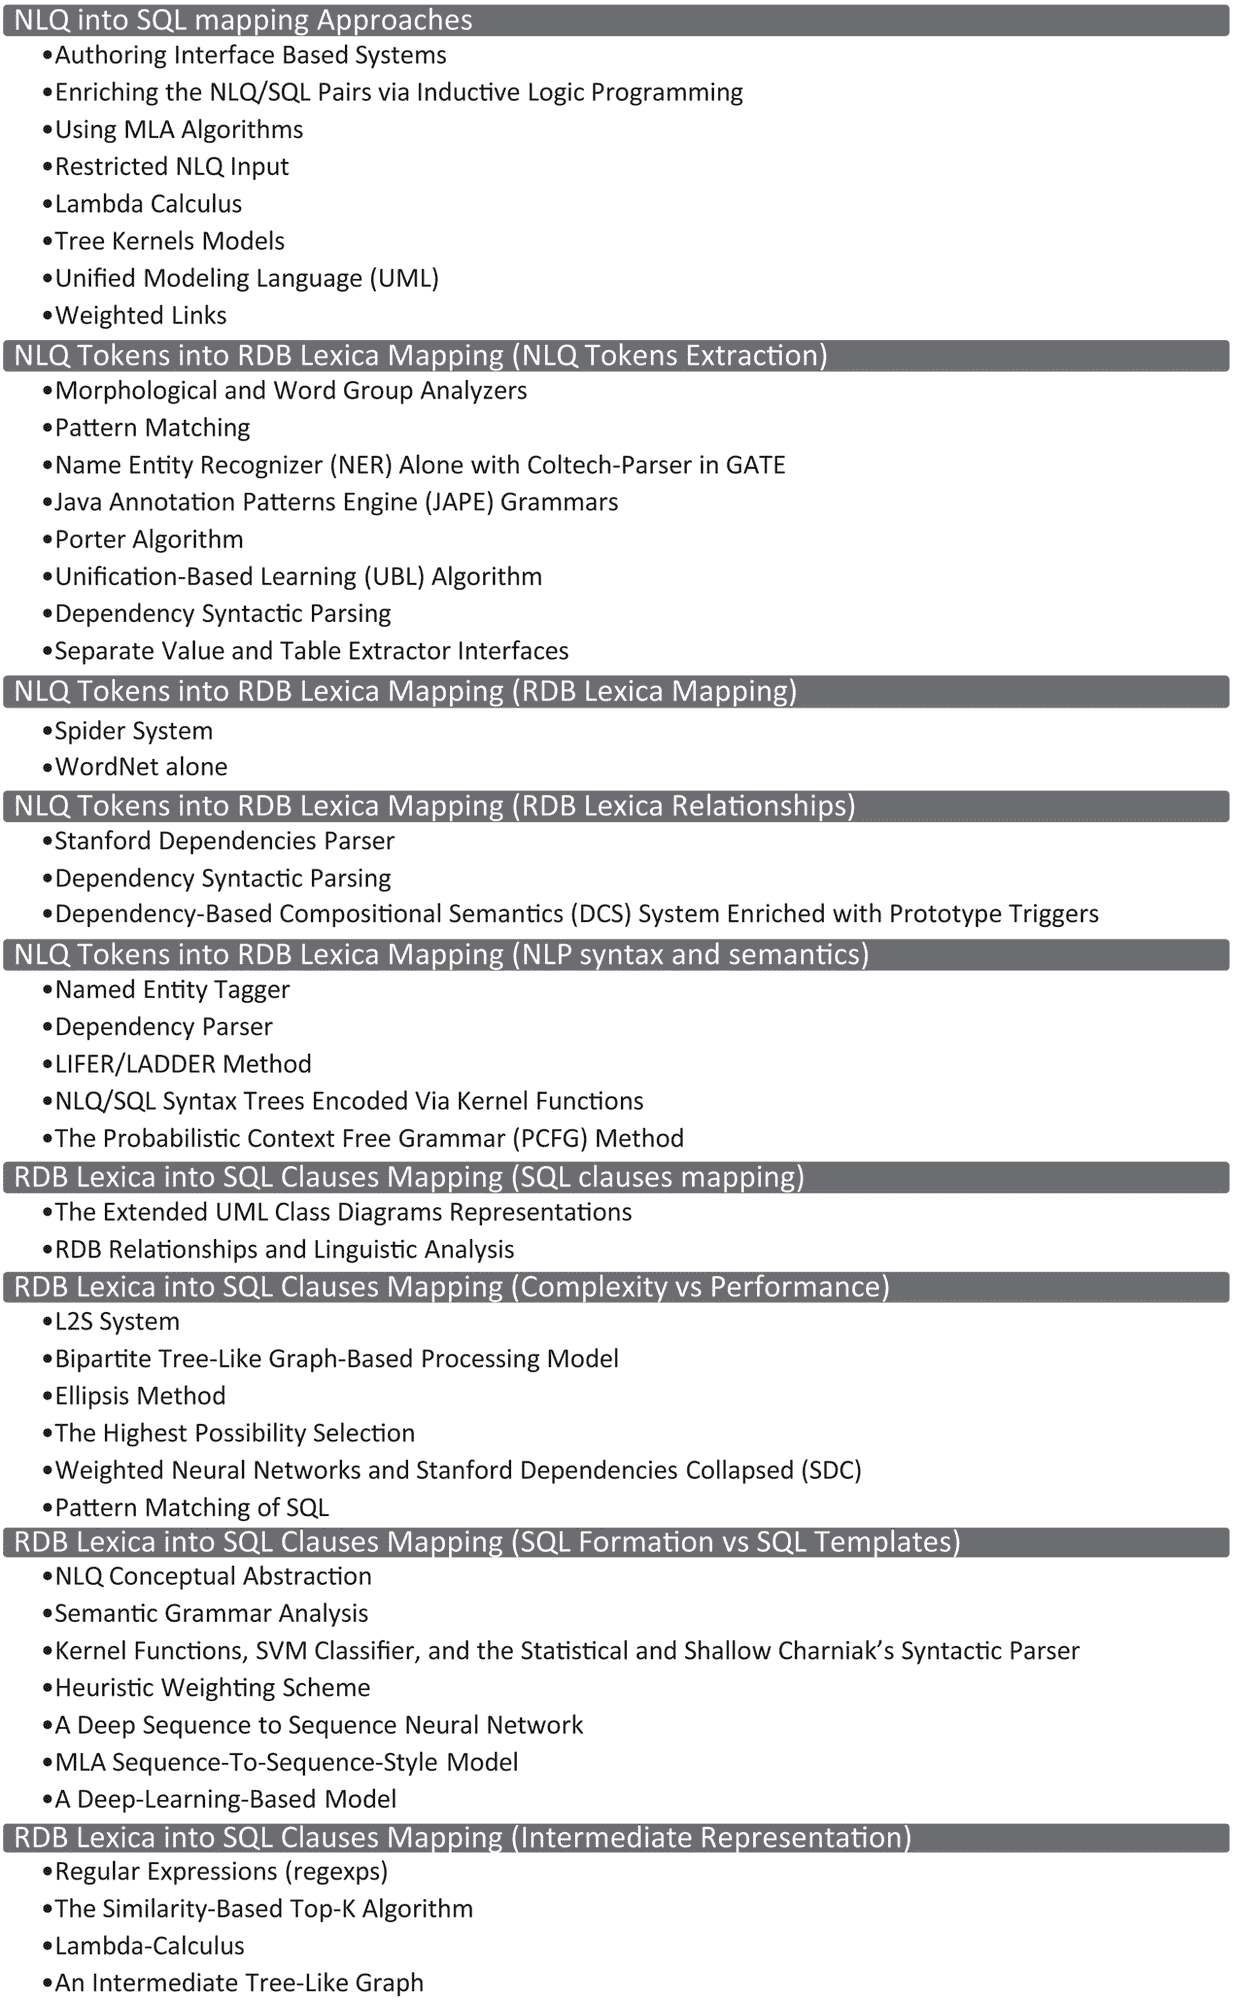 NLQ into SQL mapping Approaches
•Authoring Interface Based Systems
•Enriching the NLQ/SQL Pairs via Inductive Logic Programming
•Using MLA Algorithms
•Restricted NLQ Input
•Lambda Calculus
•Tree Kernels Models
•Unified Modeling Language (UML)
•Weighted Links
NLQ Tokens into RDB Lexica Mapping (NLQ Tokens Extraction)
•Morphological and Word Group Analyzers
•Pattern Matching
•Name Entity Recognizer (NER) Alone with Coltech-Parser in GATE
•Java Annotation Patterns Engine (JAPE) Grammars
•Porter Algorithm
•Unification-Based Learning (UBL) Algorithm
•Dependency Syntactic Parsing
•Separate Value and Table Extractor Interfaces
NLQ Tokens into RDB Lexica Mapping (RDB Lexica Mapping)
•Spider System
•WordNet alone
NLQ Tokens into RDB Lexica Mapping (RDB Lexica Relationships)
•Stanford Dependencies Parser
•Dependency Syntactic Parsing
•Dependency-Based Compositional Semantics (DCS) System Enriched with Prototype Triggers
NLQ Tokens into RDB Lexica Mapping (NLP syntax and semantics)
•Named Entity Tagger
•Dependency Parser
•LIFER/LADDER Method
•NLQ/SQL Syntax Trees Encoded Via Kernel Functions
•The Probabilistic Context Free Grammar (PCFG) Method
RDB Lexica into SQL Clauses Mapping (SQL clauses mapping)
•The Extended UML Class Diagrams Representations
•RDB Relationships and Linguistic Analysis
RDB Lexica into SQL Clauses Mapping (Complexity vs Performance)
•L2S System
•Bipartite Tree-Like Graph-Based Processing Model
•Ellipsis Method
•The Highest Possibility Selection
•Weighted Neural Networks and Stanford Dependencies Collapsed (SDC)
•Pattern Matching of SQL
RDB Lexica into SQL Clauses Mapping (SQL Formation vs SQL Templates)
•NLQ Conceptual Abstraction
•Semantic Grammar Analysis
•Kernel Functions, SVM Classifier, and the Statistical and Shallow Charniak’s Syntactic Parser
•Heuristic Weighting Scheme
•A Deep Sequence to Sequence Neural Network
•MLA Sequence-To-Sequence-Style Model
•A Deep-Learning-Based Model
RDB Lexica into SQL Clauses Mapping (Intermediate Representation)
•Regular Expressions (regexps)
•The Similarity-Based Top-K Algorithm
•Lambda-Calculus
•An Intermediate Tree-Like Graph